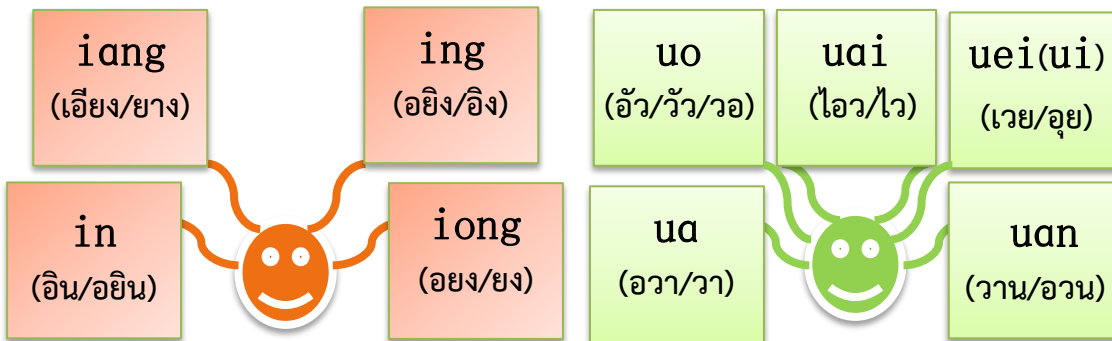 iang
(เอียง/ยาง)
ing
(อยิง/อิง)
in
(อิน/อยิน)
iong
(อยง/ยง)
uo
(อัว/วัว/วอ)
uai
(ไอว/ไว)
uei(ui)
(เวย/อุย)
ua
(อวา/วา)
uan
(วาน/อวน)